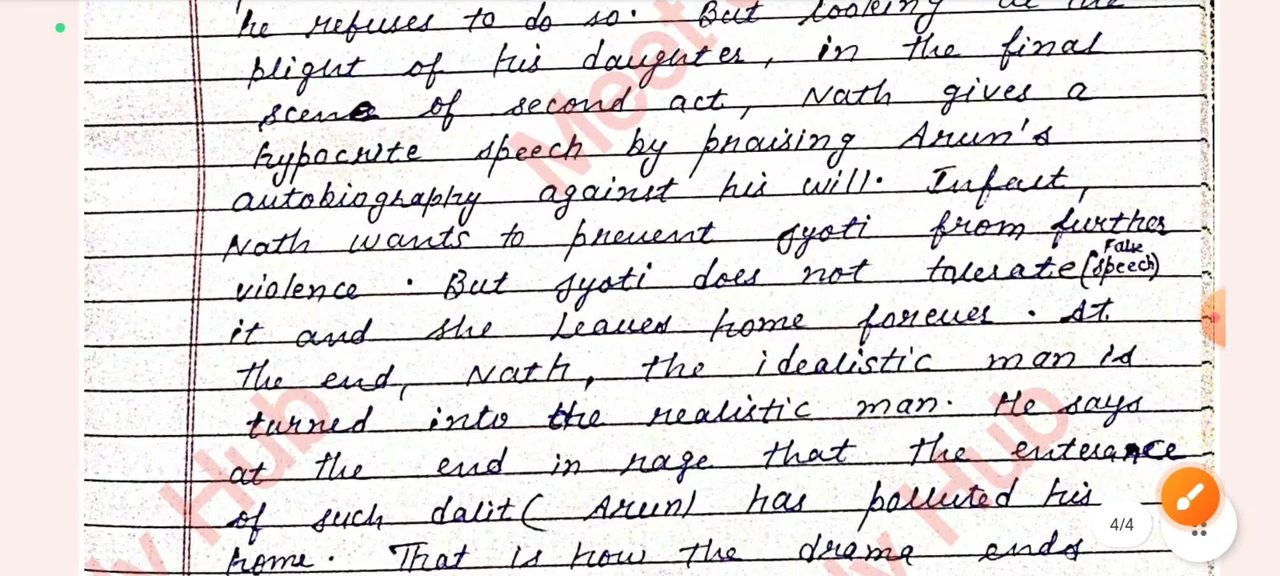 he refuses to do so. But looking at the
plight of his daughter, in the final
scene of second act, Nath gives a
hypocrite speech by praising Arun's
autobiography against his will. Infact,
Nath wants to prevent Jyoti from further
violence. But Jyoti does not tolerate (False speech)
it and she leaves home forever. At
the end, Nath, the idealistic man is
turned into the realistic man. He says
at the end in rage that the enterance
of such dalit (Arun) has polluted his
home. That is how the drama ends
4/4